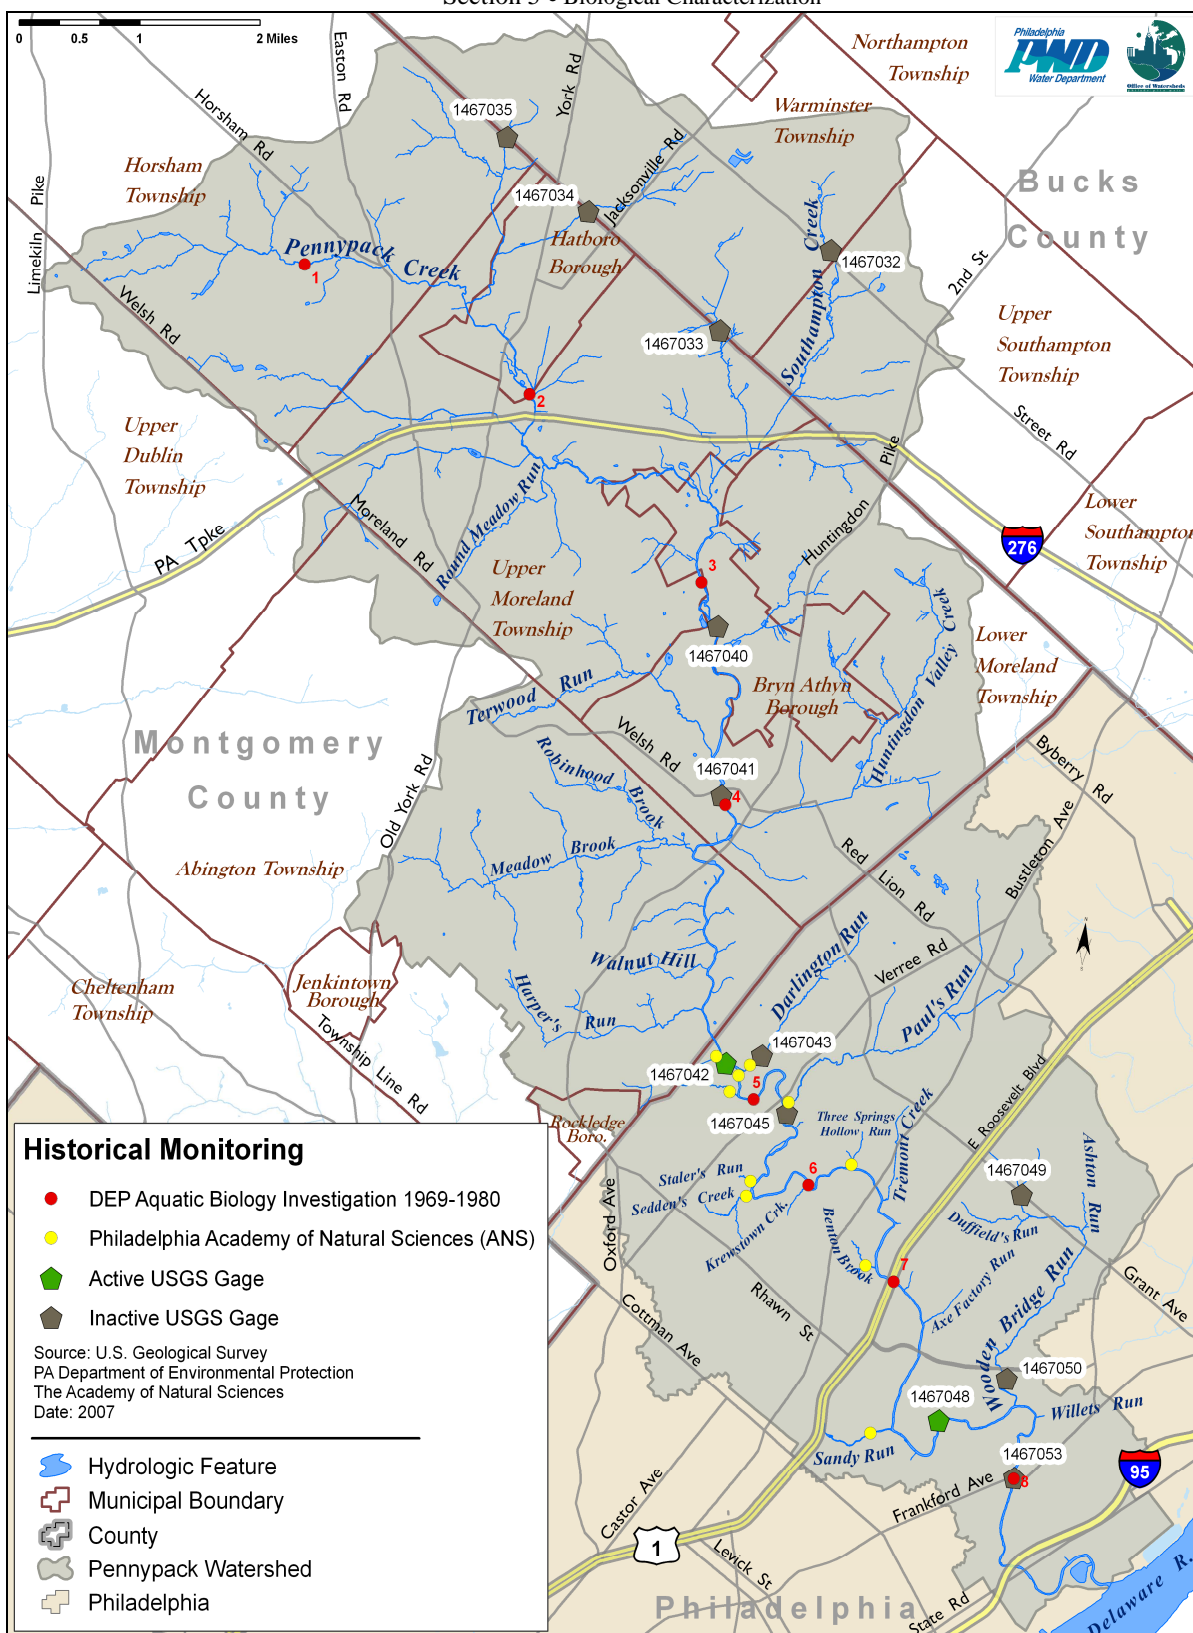 Section 3 • Biological Characterization
0 0.5 1 2 Miles
Philadelphia
PWD
Water Department
Office of Watersheds
Northampton
Township
Warminster
Township
Bucks
County
Horsham
Township
Limekiln Pike
Horsham Rd
Easton Rd
York Rd
Jacksonville Rd
1467035
1467034
Hatboro
Borough
Pennypack Creek
1
Southampton Creek
1467032
2nd St
1467033
Welsh Rd
2
Upper
Southampton
Township
Street Rd
Upper
Dublin
Township
PA Tpke
Moreland Rd
Round Meadow Run
Huntingdon Pike
Lower
Southampton
Township
276
Upper
Moreland
Township
3
1467040
Huntingdon Valley Creek
Lower
Moreland
Township
Terwood Run
Bryn Athyn
Borough
Montgomery
County
Welsh Rd
Robinhood Brook
1467041
4
Byberry Rd
Old York Rd
Meadow Brook
Red Lion Rd
Bustleton Ave
Abington Township
Walnut Hill
Darlington Run
Verree Rd
Paul's Run
Cheltenham
Township
Jenkintown
Borough
Harper's Run
Township Line Rd
1467043
1467042
5
1467045
Rockledge
Boro.
E Roosevelt Blvd
Three Springs
Hollow Run
Tremont Creek
Ashton Run
Staler's Run
Sedden's Creek
6
1467049
Krewstown Crk.
Benton Brook
Duffield's Run
7
Axe Factory Run
Wooden Bridge Run
Grant Ave
Oxford Ave
Rhawn St
Cottman Ave
1467050
1467048
Willets Run
Sandy Run
1467053
8
95
Frankford Ave
Castor Ave
1
Levick St
State Rd
Philadelphia
Delaware R.
Historical Monitoring
DEP Aquatic Biology Investigation 1969-1980
Philadelphia Academy of Natural Sciences (ANS)
Active USGS Gage
Inactive USGS Gage
Source: U.S. Geological Survey
PA Department of Environmental Protection
The Academy of Natural Sciences
Date: 2007
Hydrologic Feature
Municipal Boundary
County
Pennypack Watershed
Philadelphia